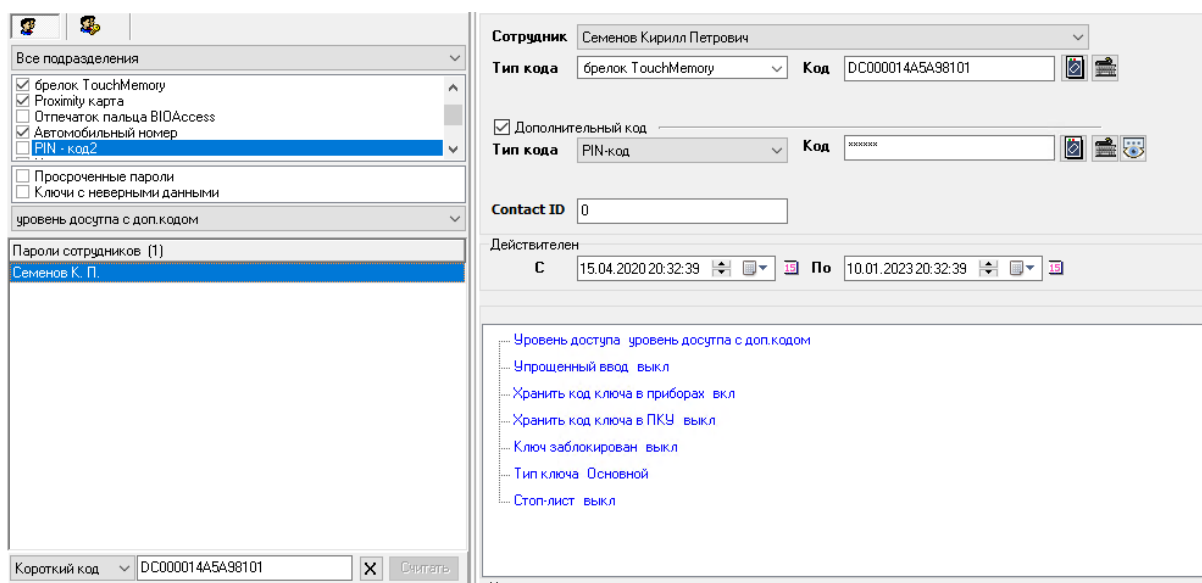 Все подразделения
брелок TouchMemory
Proximity карта
Отпечаток пальца BIOAccess
Автомобильный номер
PIN - код2
Просроченные пароли
Ключи с неверными данными
уровень досутпа с доп.кодом
Пароли сотрудников (1)
Семенов К. П.
Короткий код DC000014A5A98101 X Считать
Сотрудник Семенов Кирилл Петрович
Тип кода брелок TouchMemory Код DC000014A5A98101
Дополнительный код
Тип кода PIN-код Код ******
Contact ID 0
Действителен
С 15.04.2020 20:32:39 15 По 10.01.2023 20:32:39 15
Уровень доступа уровень досутпа с доп.кодом
Упрощенный ввод выкл
Хранить код ключа в приборах вкл
Хранить код ключа в ПКУ выкл
Ключ заблокирован выкл
Тип ключа Основной
Стоп-лист выкл